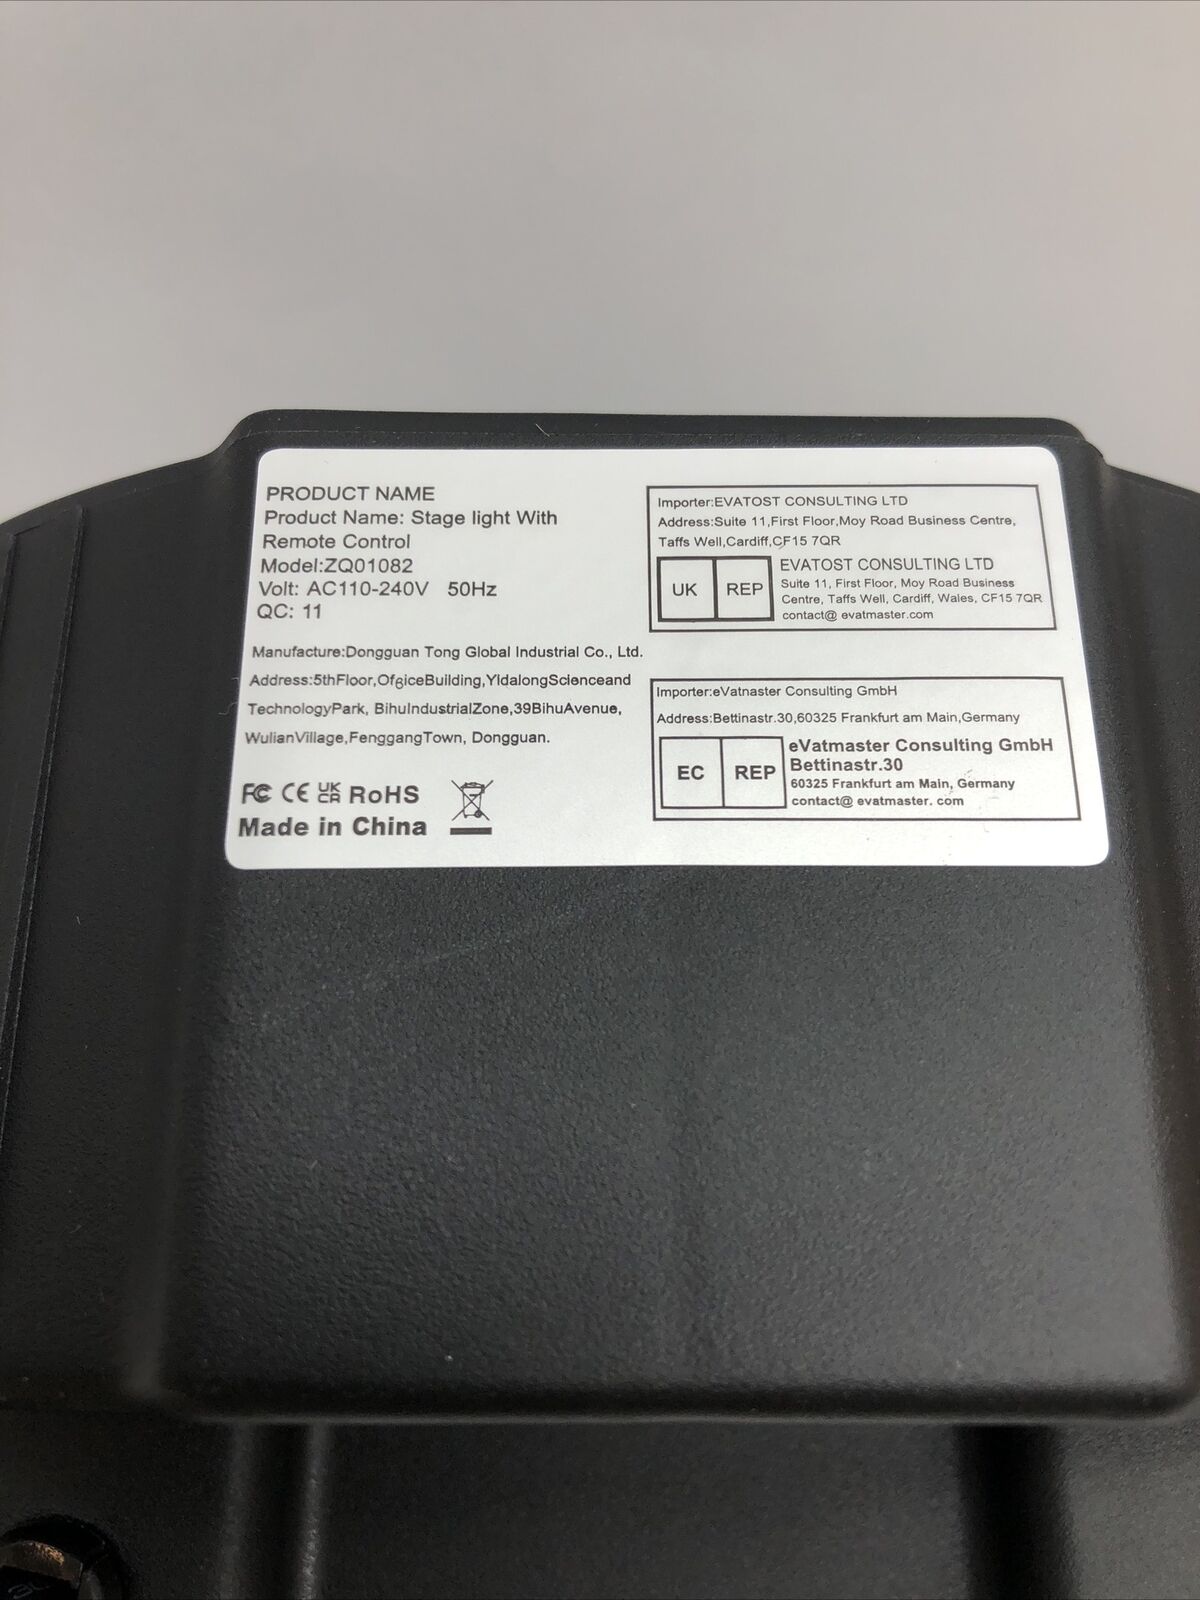 PRODUCT NAME
Product Name: Stage light With
Remote Control
Model:ZQ01082
Volt: AC110-240V 50Hz
QC: 11
Manufacture:Dongguan Tong Global Industrial Co., Ltd.
Address:5thFloor,Of6iceBuilding,YidalongScienceand
TechnologyPark, BihuIndustrialZone,39BihuAvenue,
WulianVillage,FenggangTown, Dongguan.
FC CE UK CA RoHS
Made in China
Importer:EVATOST CONSULTING LTD
Address:Suite 11,First Floor,Moy Road Business Centre,
Taffs Well,Cardiff,CF15 7QR
UK REP
EVATOST CONSULTING LTD
Suite 11, First Floor, Moy Road Business
Centre, Taffs Well, Cardiff, Wales, CF15 7QR
contact@ evatmaster.com
Importer:eVatnaster Consulting GmbH
Address:Bettinastr.30,60325 Frankfurt am Main,Germany
EC REP
eVatmaster Consulting GmbH
Bettinastr.30
60325 Frankfurt am Main, Germany
contact@ evatmaster. com